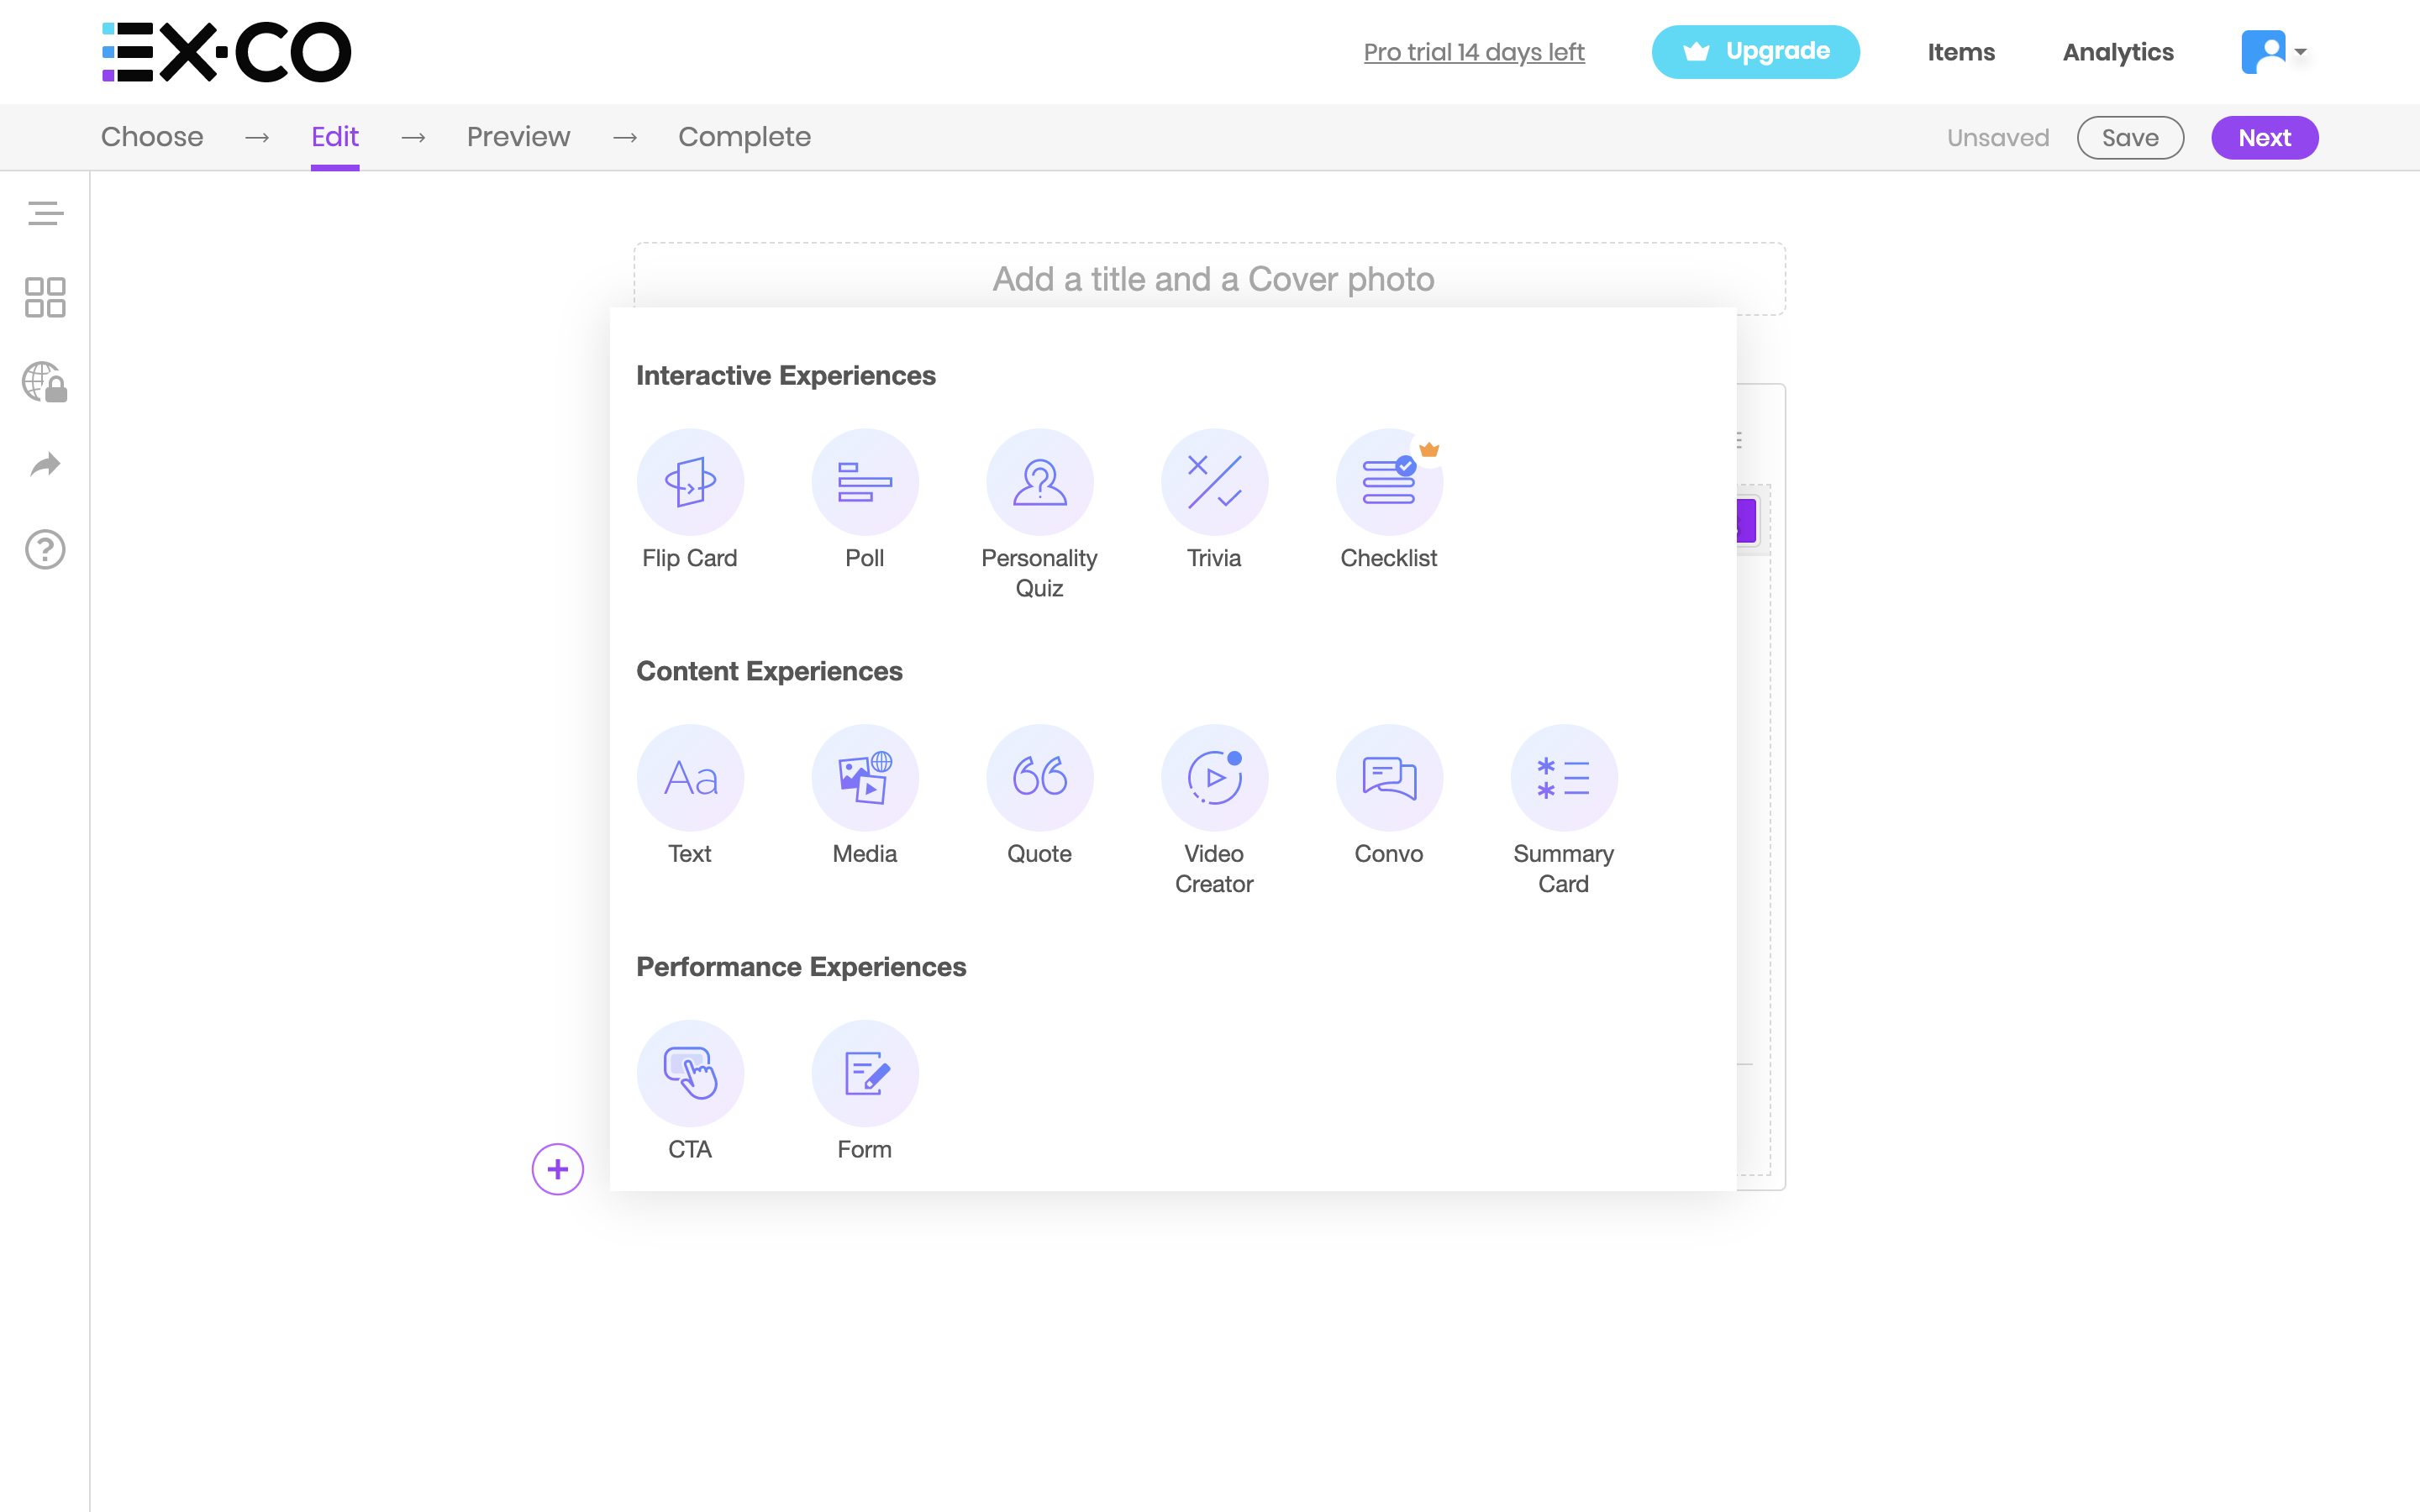 EX·CO
Pro trial 14 days left
Upgrade
Items
Analytics
Choose → Edit → Preview → Complete
Unsaved
Save
Next
Add a title and a Cover photo
Interactive Experiences
Flip Card
Poll
Personality
Quiz
Trivia
Checklist
Content Experiences
Aa
Text
Media
Quote
Video
Creator
Convo
Summary
Card
Performance Experiences
CTA
Form